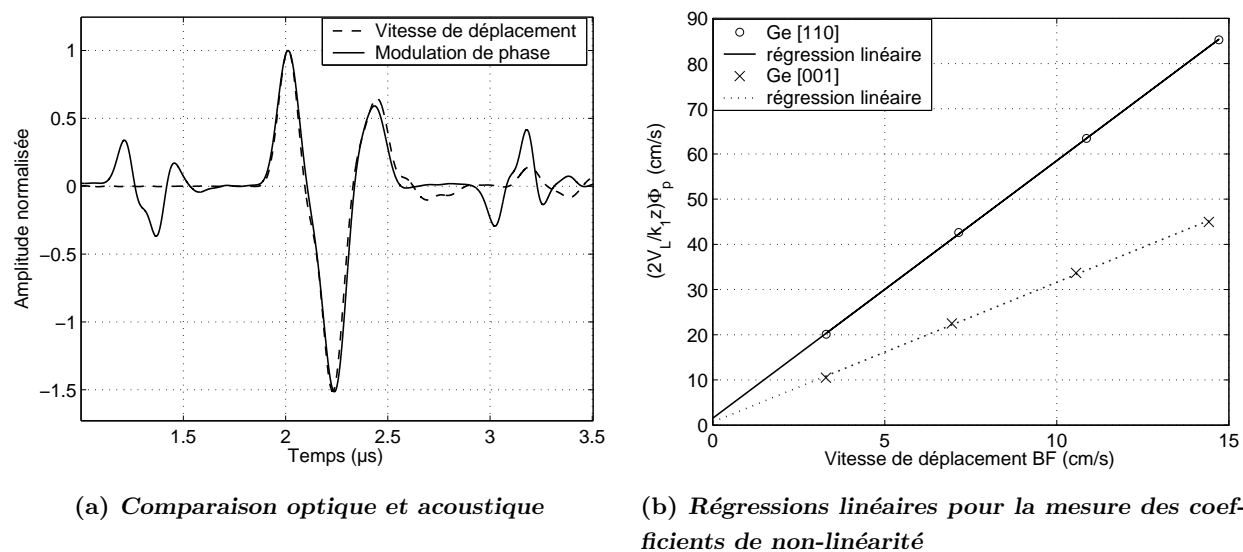 Vitesse de déplacement
Modulation de phase
1
0.5
0
−0.5
−1
−1.5
Amplitude normalisée
1.5
2
2.5
3
3.5
Temps (µs)
(a) Comparaison optique et acoustique
Ge [110]
régression linéaire
Ge [001]
régression linéaire
90
80
70
60
50
40
30
20
10
0
(2V_L/k_1z)Φ_p (cm/s)
0
5
10
15
Vitesse de déplacement BF (cm/s)
(b) Régressions linéaires pour la mesure des coef-
ficients de non-linéarité